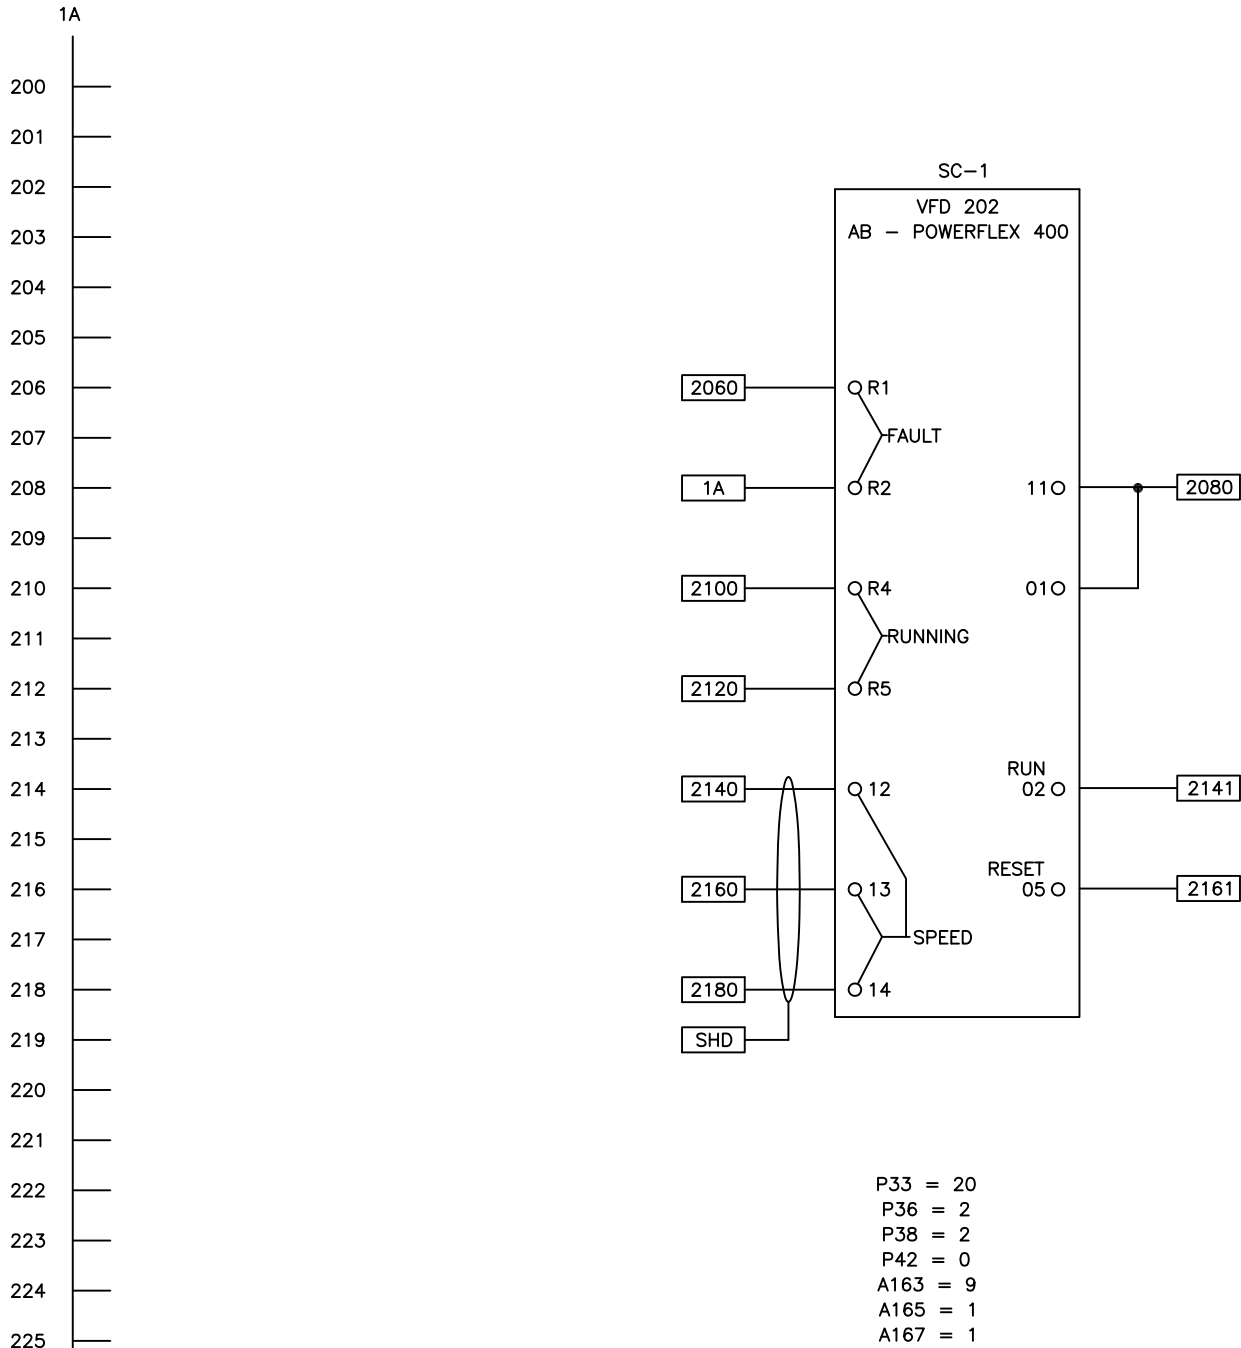 1A
200
201
SC-1
202
VFD 202
203
AB - POWERFLEX 400
204
205
206
2060
R1
207
FAULT
208
1A
R2
11
2080
209
210
2100
R4
01
211
RUNNING
212
2120
R5
213
RUN
214
2140
12
02
2141
215
RESET
216
2160
13
05
2161
217
SPEED
218
2180
14
219
SHD
220
221
222
P33 = 20
P36 = 2
223
P38 = 2
P42 = 0
224
A163 = 9
A165 = 1
225
A167 = 1